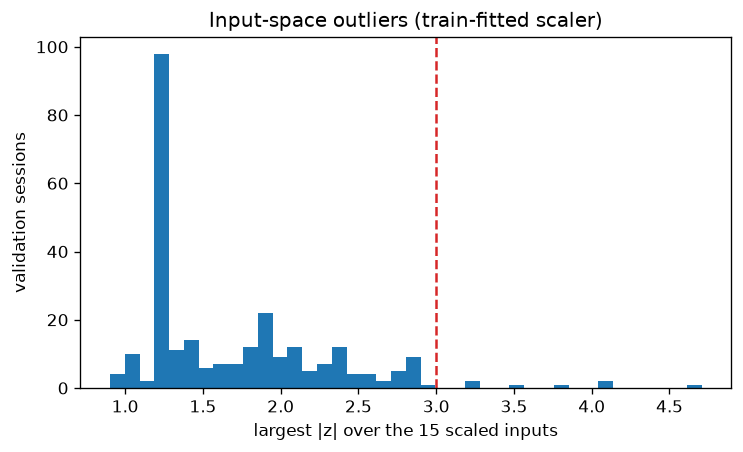 Input-space outliers (train-fitted scaler)
validation sessions
100
80
60
40
20
0
1.0 1.5 2.0 2.5 3.0 3.5 4.0 4.5
largest |z| over the 15 scaled inputs